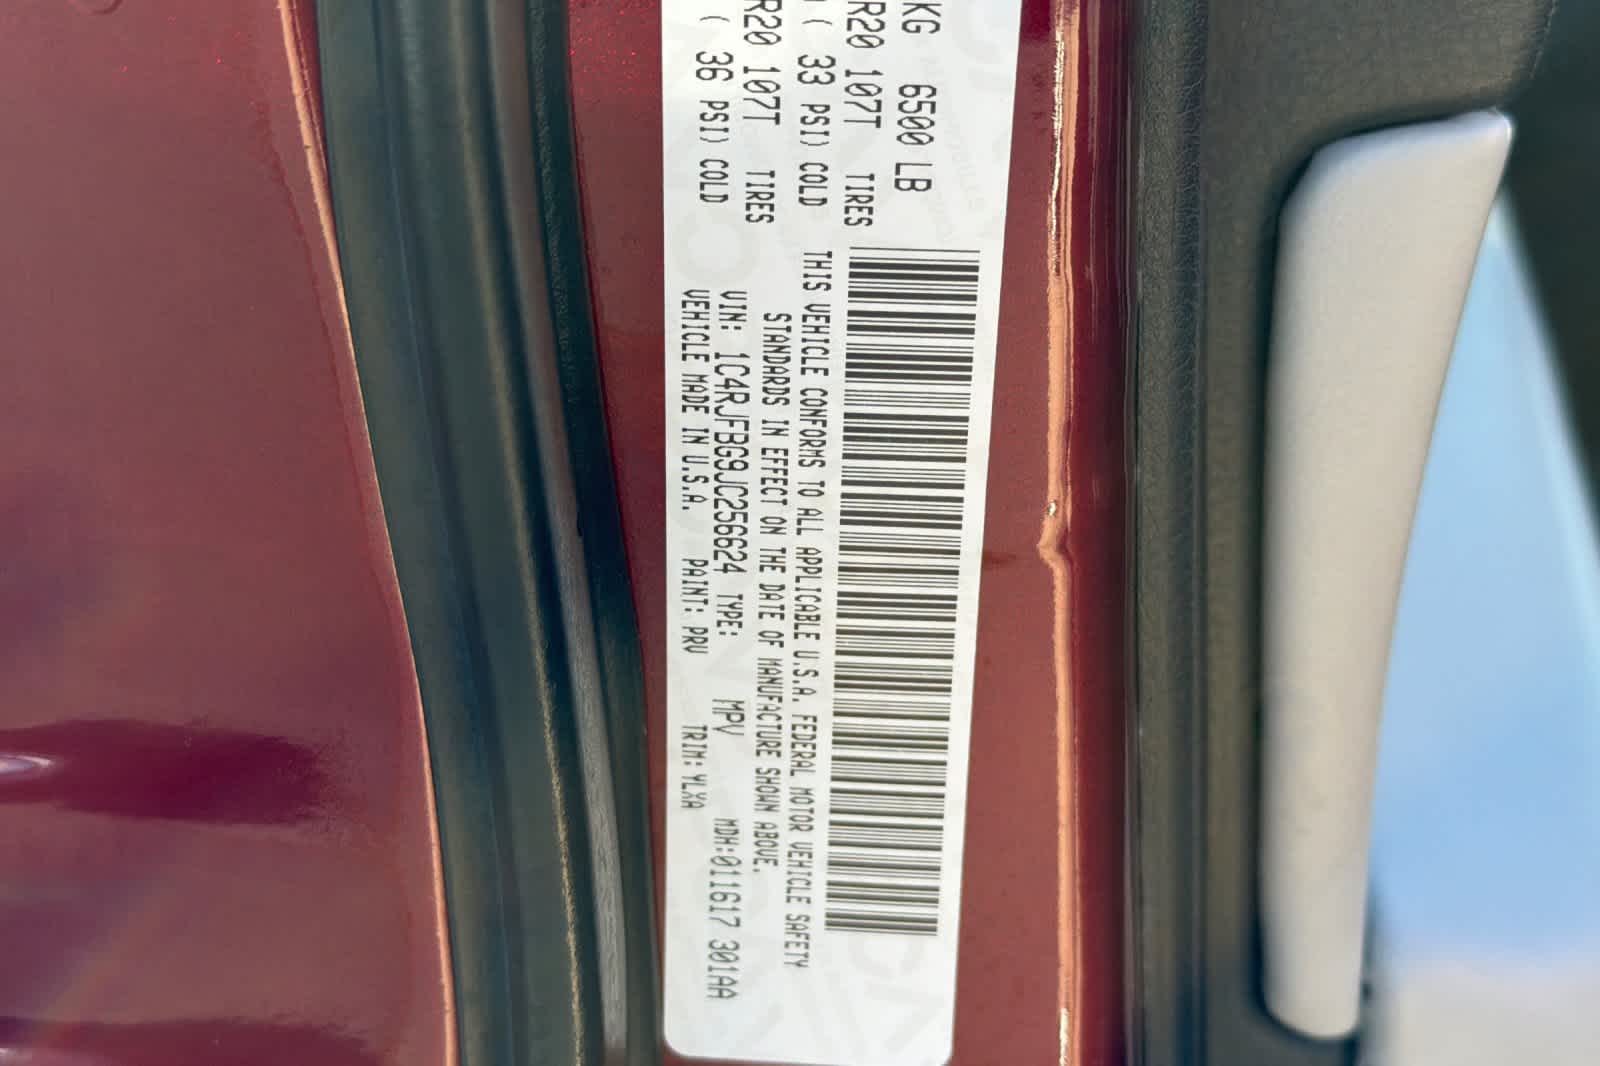 KG 6500 LB
R20 107T TIRES
( 33 PSI) COLD
R20 107T TIRES
( 36 PSI) COLD
THIS VEHICLE CONFORMS TO ALL APPLICABLE U.S.A. FEDERAL MOTOR VEHICLE SAFETY
STANDARDS IN EFFECT ON THE DATE OF MANUFACTURE SHOWN ABOVE.
VIN: 1C4RJFBG9JC256624 TYPE: MPV MDH:011617 301AA
VEHICLE MADE IN U.S.A. PAINT: PRV TRIM: YLXA